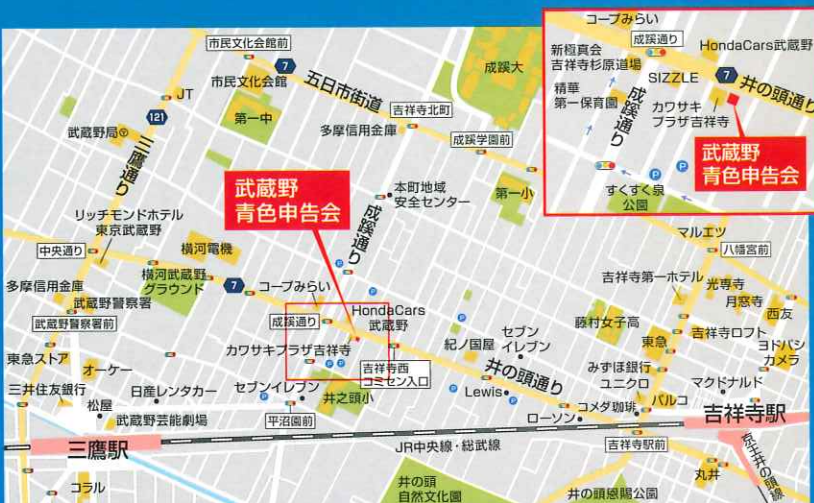 市民文化会館前
7
市民文化会館
五日市街道
成蹊大
JT
121
武蔵野局
三鷹通り
第一中
吉祥寺北町
多摩信用金庫
成蹊学園前
武蔵野
青色申告会
本町地域
安全センター
成蹊通り
第一小
リッチモンドホテル
東京武蔵野
中央通り
横河電機
横河武蔵野
グラウンド
7
コープみらい
多摩信用金庫
武蔵野警察署
武蔵野警察署前
成蹊通り
HondaCars
武蔵野
カワサキプラザ吉祥寺
吉祥寺西
コミセン入口
紀ノ国屋
セブン
イレブン
井の頭通り
東急ストア
オーケー
三井住友銀行
日産レンタカー
セブンイレブン
井之頭小
平沼園前
松屋
武蔵野芸能劇場
三鷹駅
コラル
JR中央線・総武線
Lewis
ローソン
コメダ珈琲
マルエツ
八幡宮前
吉祥寺第一ホテル
光専寺
月窓寺
西友
藤村女子高
東急
吉祥寺ロフト
ヨドバシ
カメラ
みずほ銀行
ユニクロ
マクドナルド
パルコ
吉祥寺駅
吉祥寺駅前
京王井の頭線
丸井
井の頭
自然文化園
井の頭恩賜公園
コープみらい
成蹊通り
新極真会
吉祥寺杉原道場
HondaCars武蔵野
SIZZLE
7
井の頭通り
精華
第一保育園
成蹊通り
カワサキ
プラザ吉祥寺
武蔵野
青色申告会
P
P
すくすく泉
公園